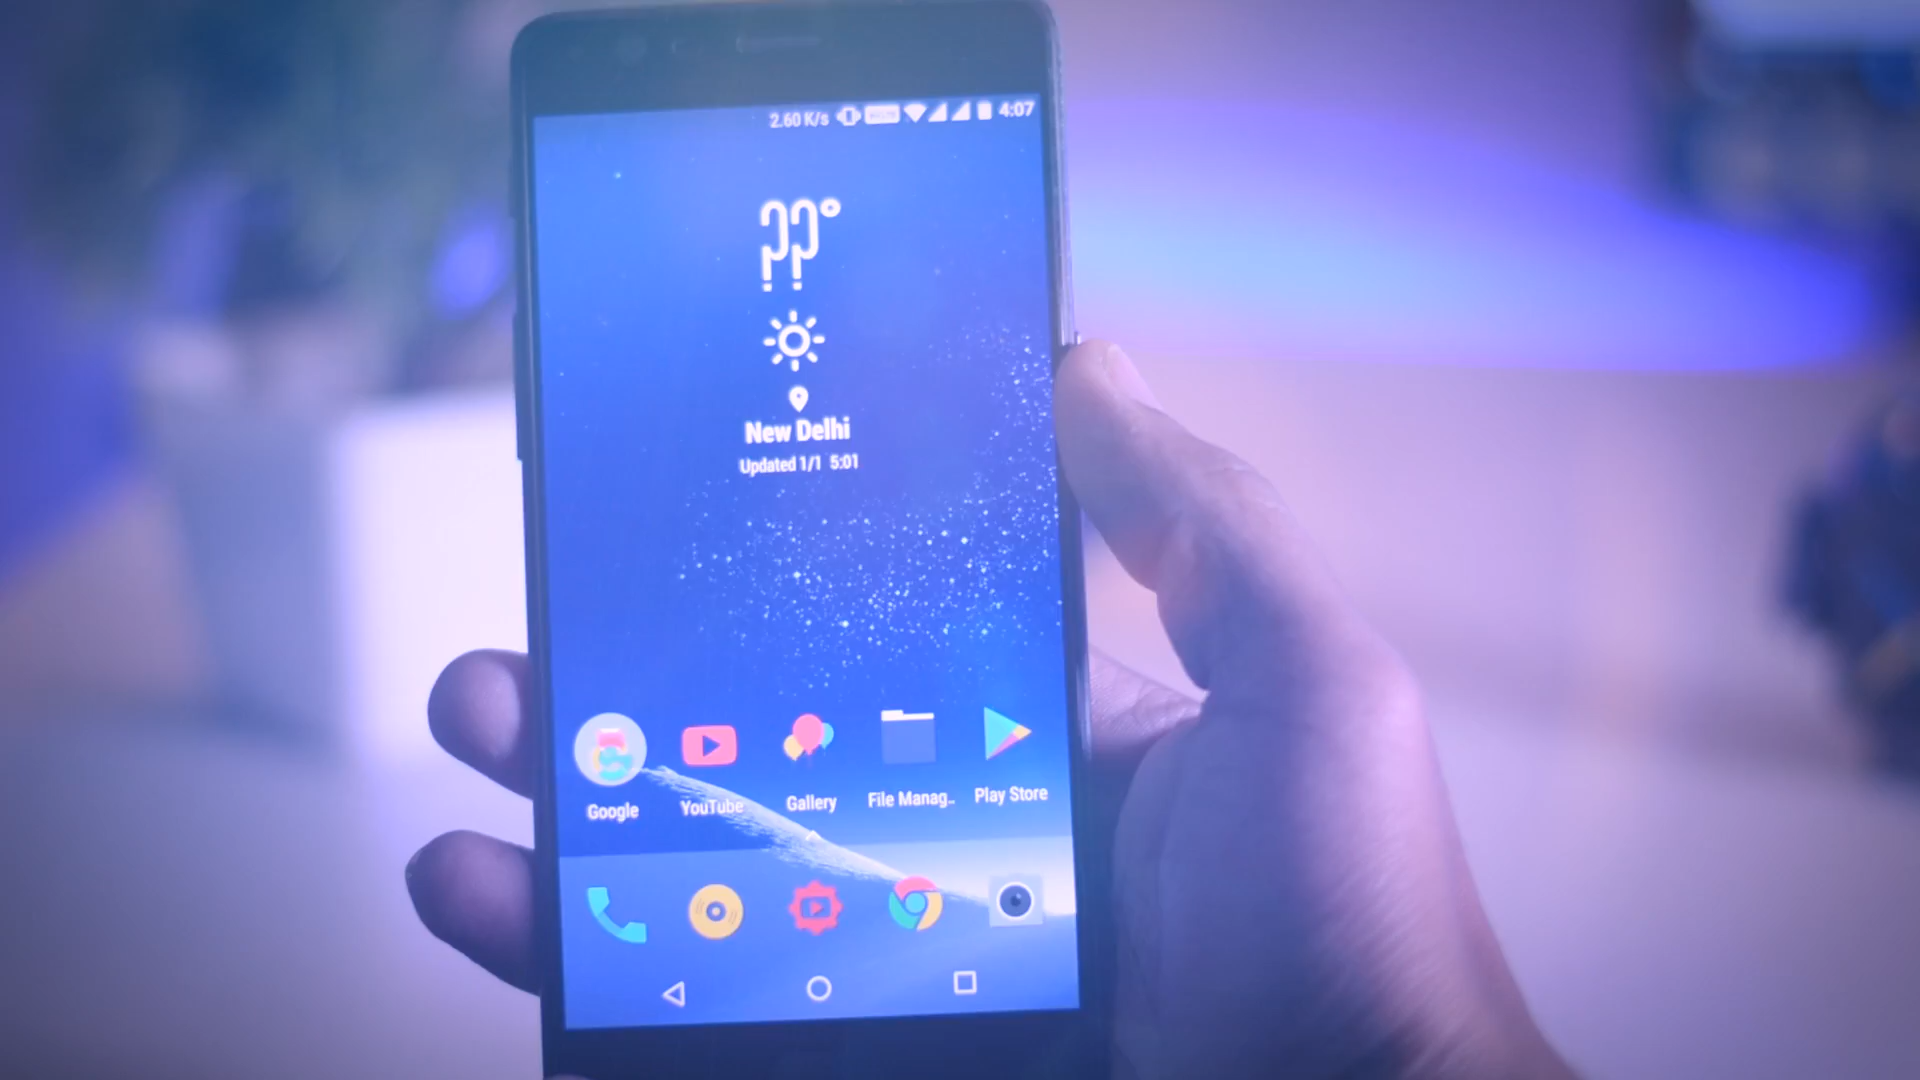 2.60 K/s 4:07
??°
New Delhi
Updated 1/1 5:01
Google YouTube Gallery File Manag.. Play Store